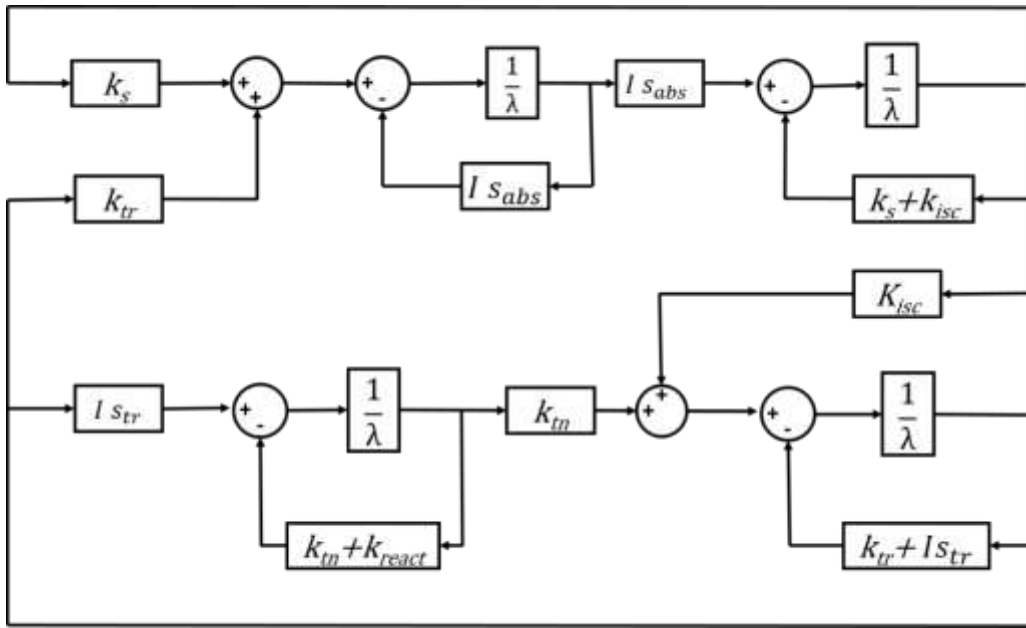 k_s
+
+
+
-
1
λ
I s_abs
+
-
1
λ
I s_abs
k_tr
k_s+k_isc
K_isc
I s_tr
+
-
1
λ
k_tn
+
+
+
-
1
λ
k_tn+k_react
k_tr+Is_tr